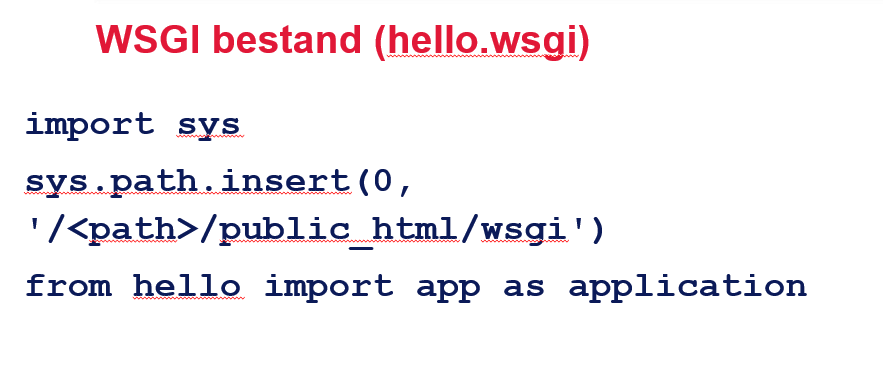 WSGI bestand (hello.wsgi)
import sys
sys.path.insert(0,
'/<path>/public_html/wsgi')
from hello import app as application